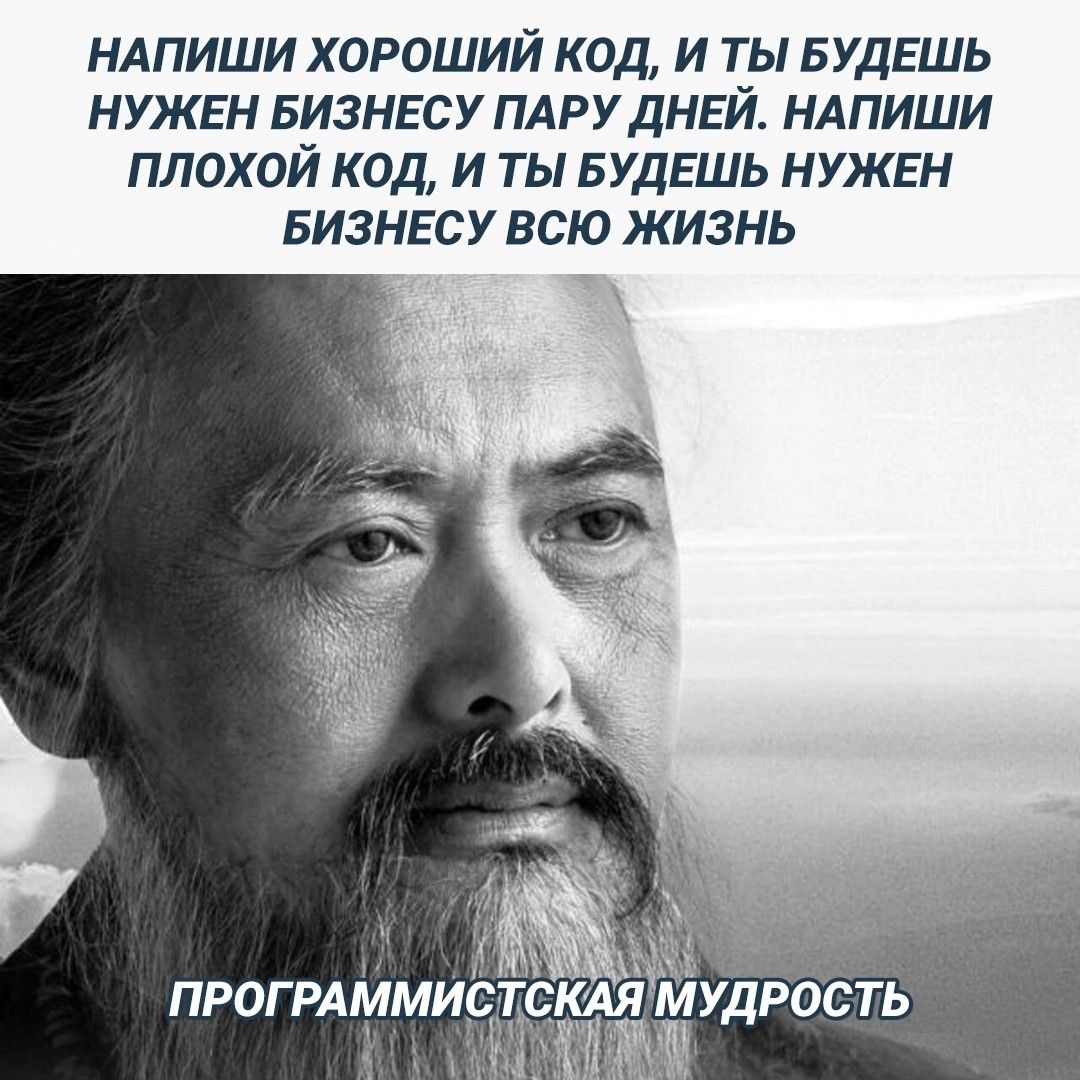 НАПИШИ ХОРОШИЙ КОД, И ТЫ БУДЕШЬ
НУЖЕН БИЗНЕСУ ПАРУ ДНЕЙ. НАПИШИ
ПЛОХОЙ КОД, И ТЫ БУДЕШЬ НУЖЕН
БИЗНЕСУ ВСЮ ЖИЗНЬ
ПРОГРАММИСТСКАЯ МУДРОСТЬ